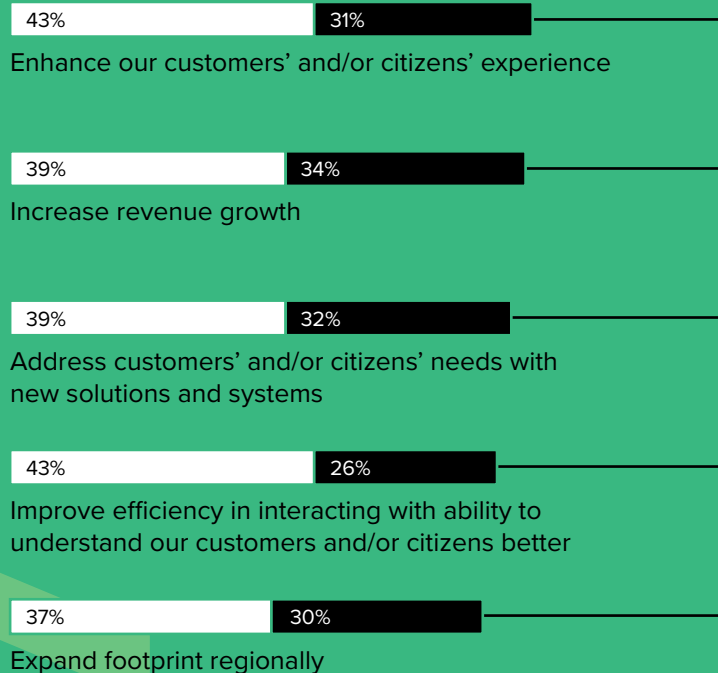 43% 31%
Enhance our customers’ and/or citizens’ experience
39% 34%
Increase revenue growth
39% 32%
Address customers’ and/or citizens’ needs with
new solutions and systems
43% 26%
Improve efficiency in interacting with ability to
understand our customers and/or citizens better
37% 30%
Expand footprint regionally